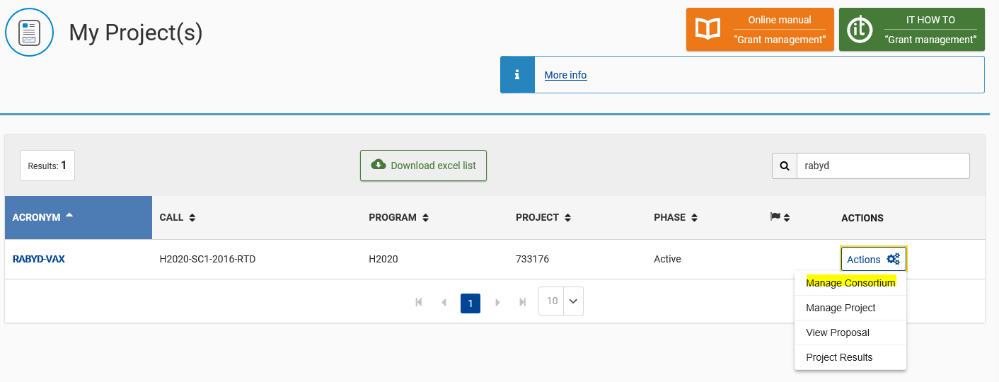 My Project(s)
Online manual
“Grant management”
IT HOW TO
“Grant management”
More info
Results: 1
Download excel list
rabyd
ACRONYM CALL PROGRAM PROJECT PHASE ACTIONS
RABYD-VAX H2020-SC1-2016-RTD H2020 733176 Active Actions
Manage Consortium
1 10
Manage Project
View Proposal
Project Results